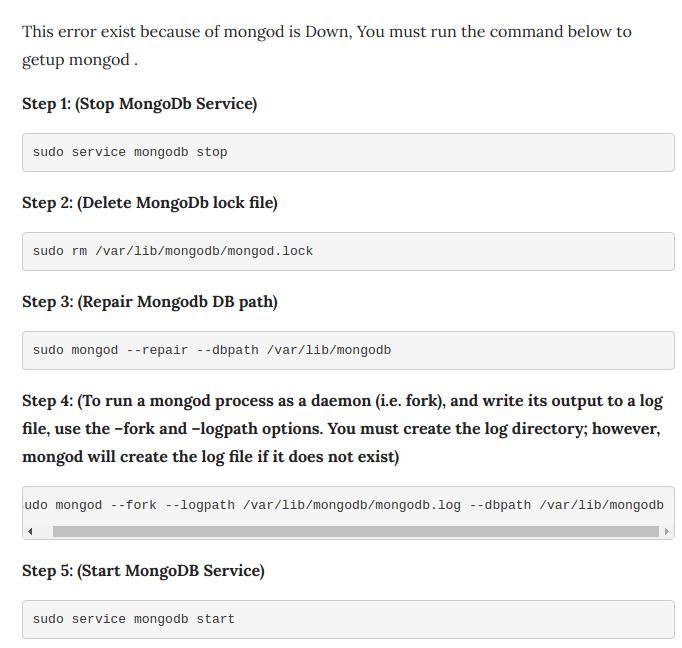 This error exist because of mongod is Down, You must run the command below to
getup mongod .
Step 1: (Stop MongoDb Service)
sudo service mongodb stop
Step 2: (Delete MongoDb lock file)
sudo rm /var/lib/mongodb/mongod.lock
Step 3: (Repair Mongodb DB path)
sudo mongod --repair --dbpath /var/lib/mongodb
Step 4: (To run a mongod process as a daemon (i.e. fork), and write its output to a log
file, use the –fork and –logpath options. You must create the log directory; however,
mongod will create the log file if it does not exist)
udo mongod --fork --logpath /var/lib/mongodb/mongodb.log --dbpath /var/lib/mongodb
Step 5: (Start MongoDB Service)
sudo service mongodb start